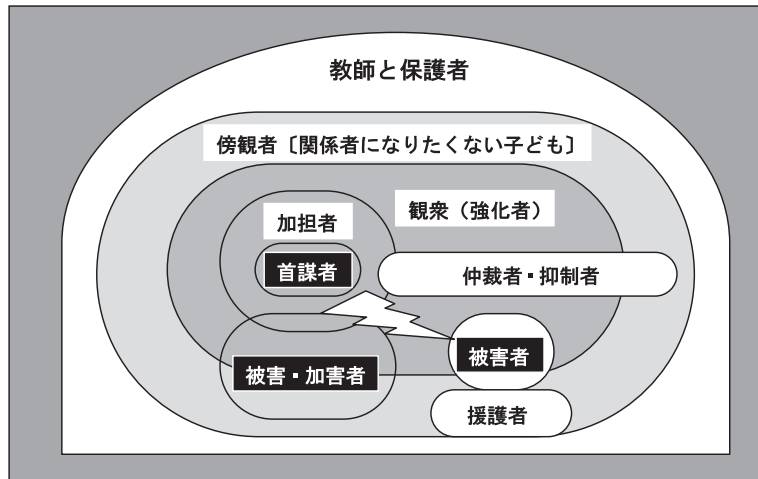 教師と保護者
傍観者〔関係者になりたくない子ども〕
観衆（強化者）
加担者
首謀者
仲裁者・抑制者
被害者
被害・加害者
援護者